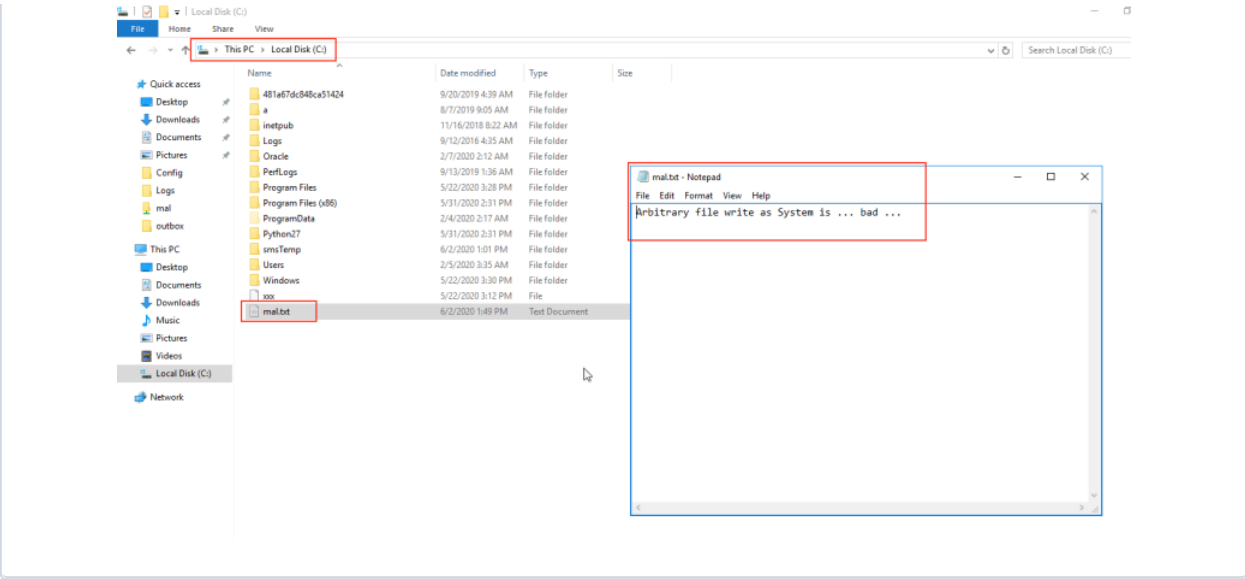 Local Disk (C:)
File Home Share View
This PC > Local Disk (C:)
Search Local Disk (C:)
Name Date modified Type Size
Quick access
Desktop
Downloads
Documents
Pictures
Config
Logs
mal
outbox
This PC
Desktop
Documents
Downloads
Music
Pictures
Videos
Local Disk (C:)
Network
481a67dc848ca51424 9/20/2019 4:39 AM File folder
a 8/7/2019 9:05 AM File folder
inetpub 11/16/2018 8:22 AM File folder
Logs 9/12/2016 4:35 AM File folder
Oracle 2/7/2020 2:12 AM File folder
PerfLogs 9/13/2019 1:36 AM File folder
Program Files 5/22/2020 3:28 PM File folder
Program Files (x86) 5/31/2020 2:31 PM File folder
ProgramData 2/4/2020 2:17 AM File folder
Python27 5/31/2020 2:31 PM File folder
smsTemp 6/2/2020 1:01 PM File folder
Users 2/5/2020 3:35 AM File folder
Windows 5/22/2020 3:30 PM File folder
xxx 5/22/2020 3:12 PM File
mal.txt 6/2/2020 1:49 PM Text Document
mal.txt - Notepad
File Edit Format View Help
Arbitrary file write as System is ... bad ...